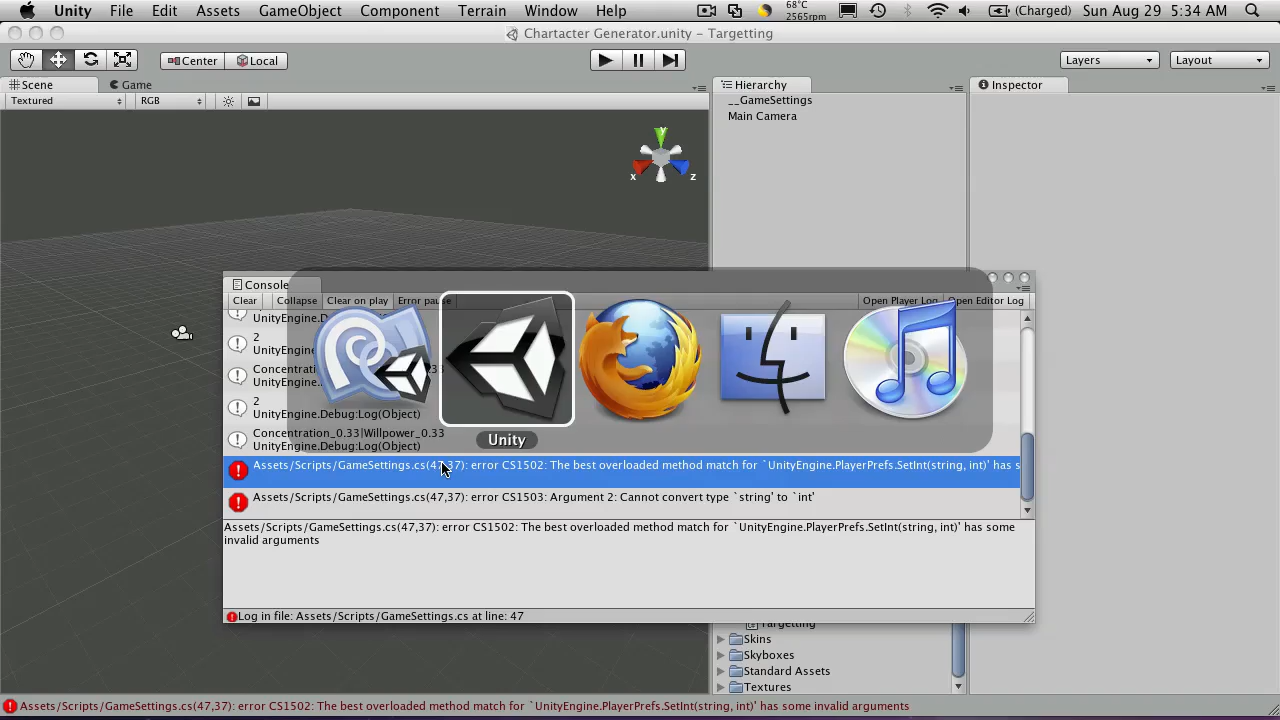 Unity File Edit Assets GameObject Component Terrain Window Help 68°C 2565rpm (Charged) Sun Aug 29 5:34 AM
Chartacter Generator.unity - Targetting
Center Local Layers Layout
Scene Game Hierarchy Inspector
Textured RGB
__GameSettings
Main Camera
y
x z
Console
Clear Collapse Clear on play Error pause Open Player Log Open Editor Log
2
Concentra
.33
2
UnityEngine.Debug:Log(Object)
Concentration_0.33|Willpower_0.33
UnityEngine.Debug:Log(Object)
Unity
Assets/Scripts/GameSettings.cs(47,37): error CS1502: The best overloaded method match for `UnityEngine.PlayerPrefs.SetInt(string, int)' has s
Assets/Scripts/GameSettings.cs(47,37): error CS1503: Argument 2: Cannot convert type `string' to `int'
Assets/Scripts/GameSettings.cs(47,37): error CS1502: The best overloaded method match for `UnityEngine.PlayerPrefs.SetInt(string, int)' has some
invalid arguments
Log in file: Assets/Scripts/GameSettings.cs at line: 47
Targetting
Skins
Skyboxes
Standard Assets
Textures
Assets/Scripts/GameSettings.cs(47,37): error CS1502: The best overloaded method match for `UnityEngine.PlayerPrefs.SetInt(string, int)' has some invalid arguments